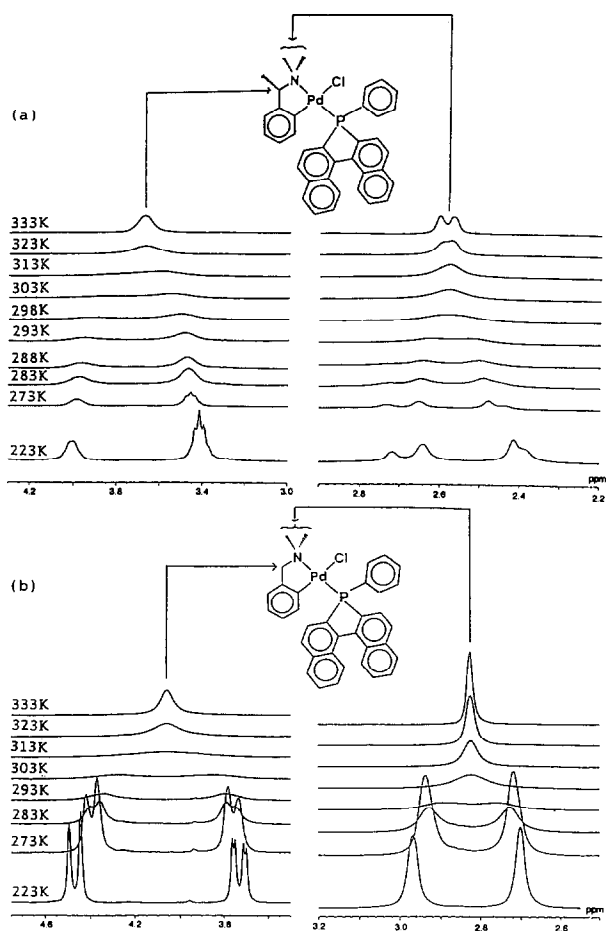 (a)
N
Cl
Pd
P
333K
323K
313K
303K
298K
293K
288K
283K
273K
223K
4.2 3.8 3.4 3.0 2.8 2.6 2.4 ppm 2.2
(b)
N
Cl
Pd
P
333K
323K
313K
303K
293K
283K
273K
223K
4.6 4.2 3.8 3.2 3.0 2.8 2.6 ppm